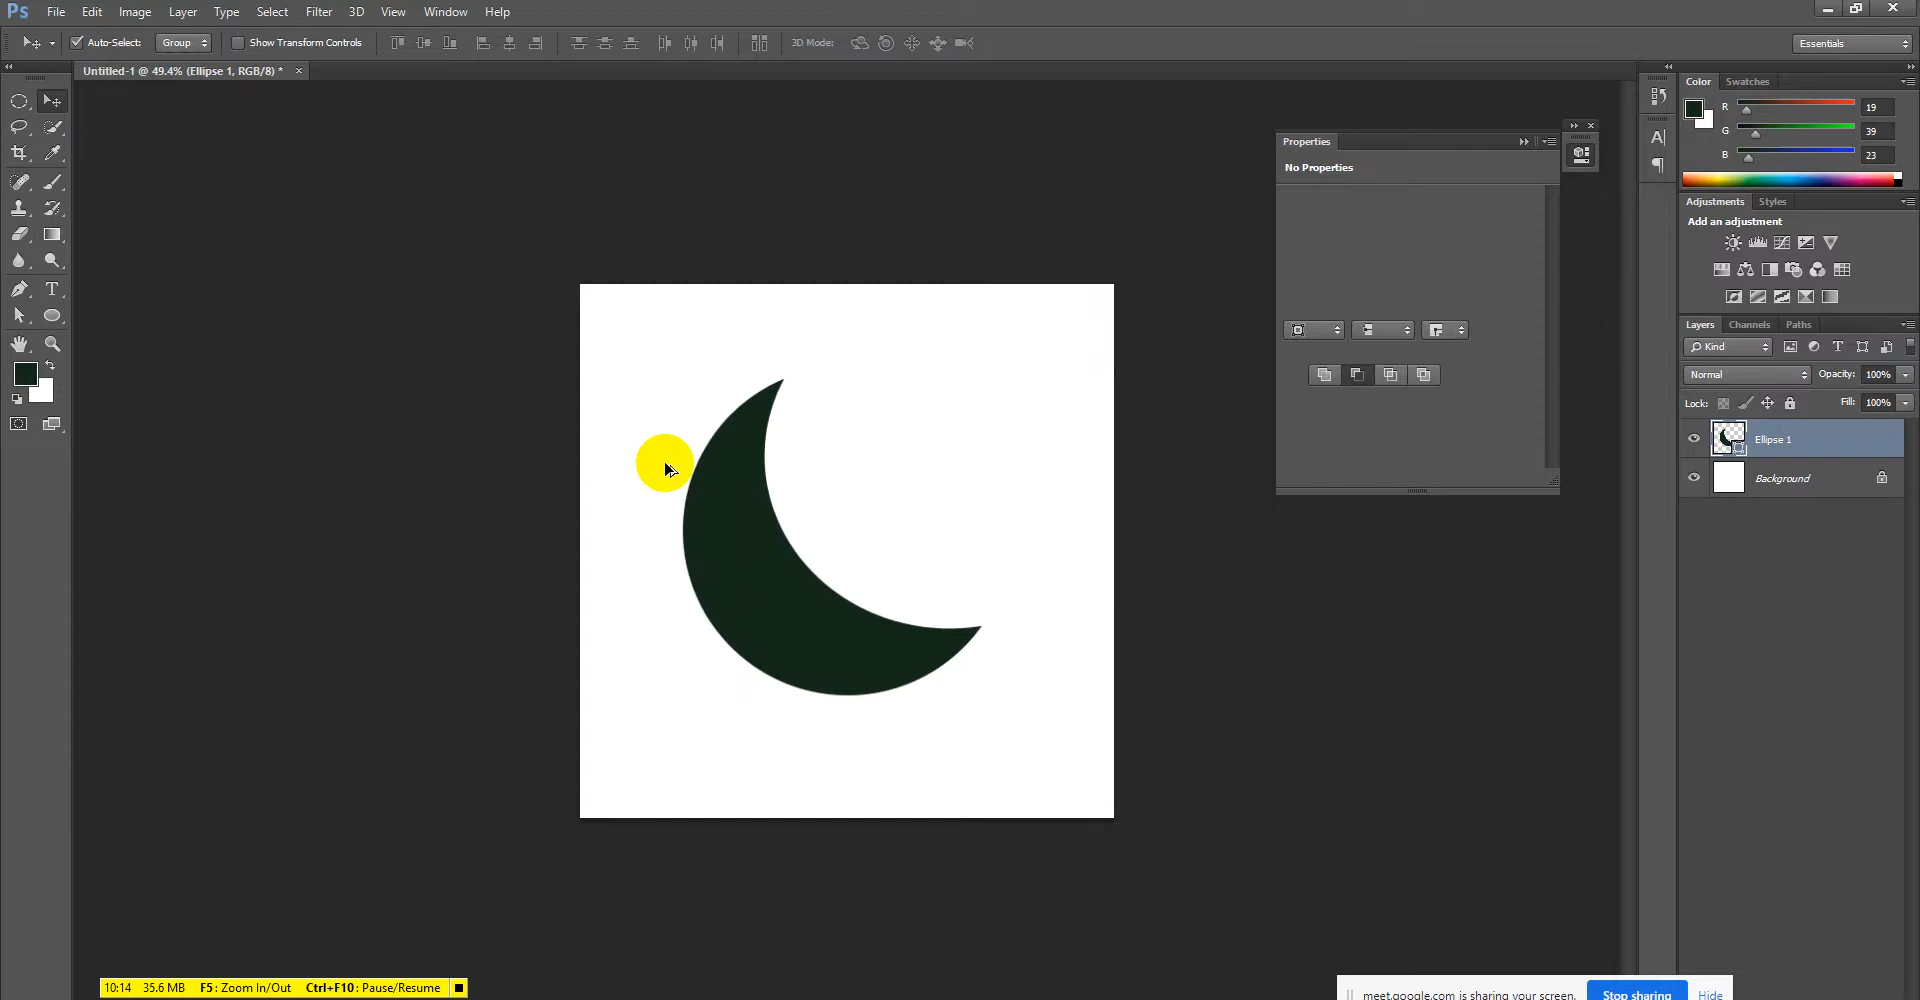 Ps File Edit Image Layer Type Select Filter 3D View Window Help
Auto-Select: Group Show Transform Controls 3D Mode: Essentials
Untitled-1 @ 49.4% (Ellipse 1, RGB/8) * ×
Color Swatches
R 19
G 39
B 23
Properties
No Properties
Adjustments Styles
Add an adjustment
Layers Channels Paths
Kind
Normal Opacity: 100%
Lock: Fill: 100%
Ellipse 1
Background
10:14 35.6 MB F5: Zoom In/Out Ctrl+F10: Pause/Resume
meet.google.com is sharing your screen. Stop sharing Hide